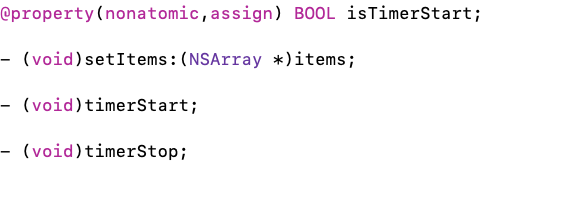 @property(nonatomic,assign) BOOL isTimerStart;
- (void)setItems:(NSArray *)items;
- (void)timerStart;
- (void)timerStop;